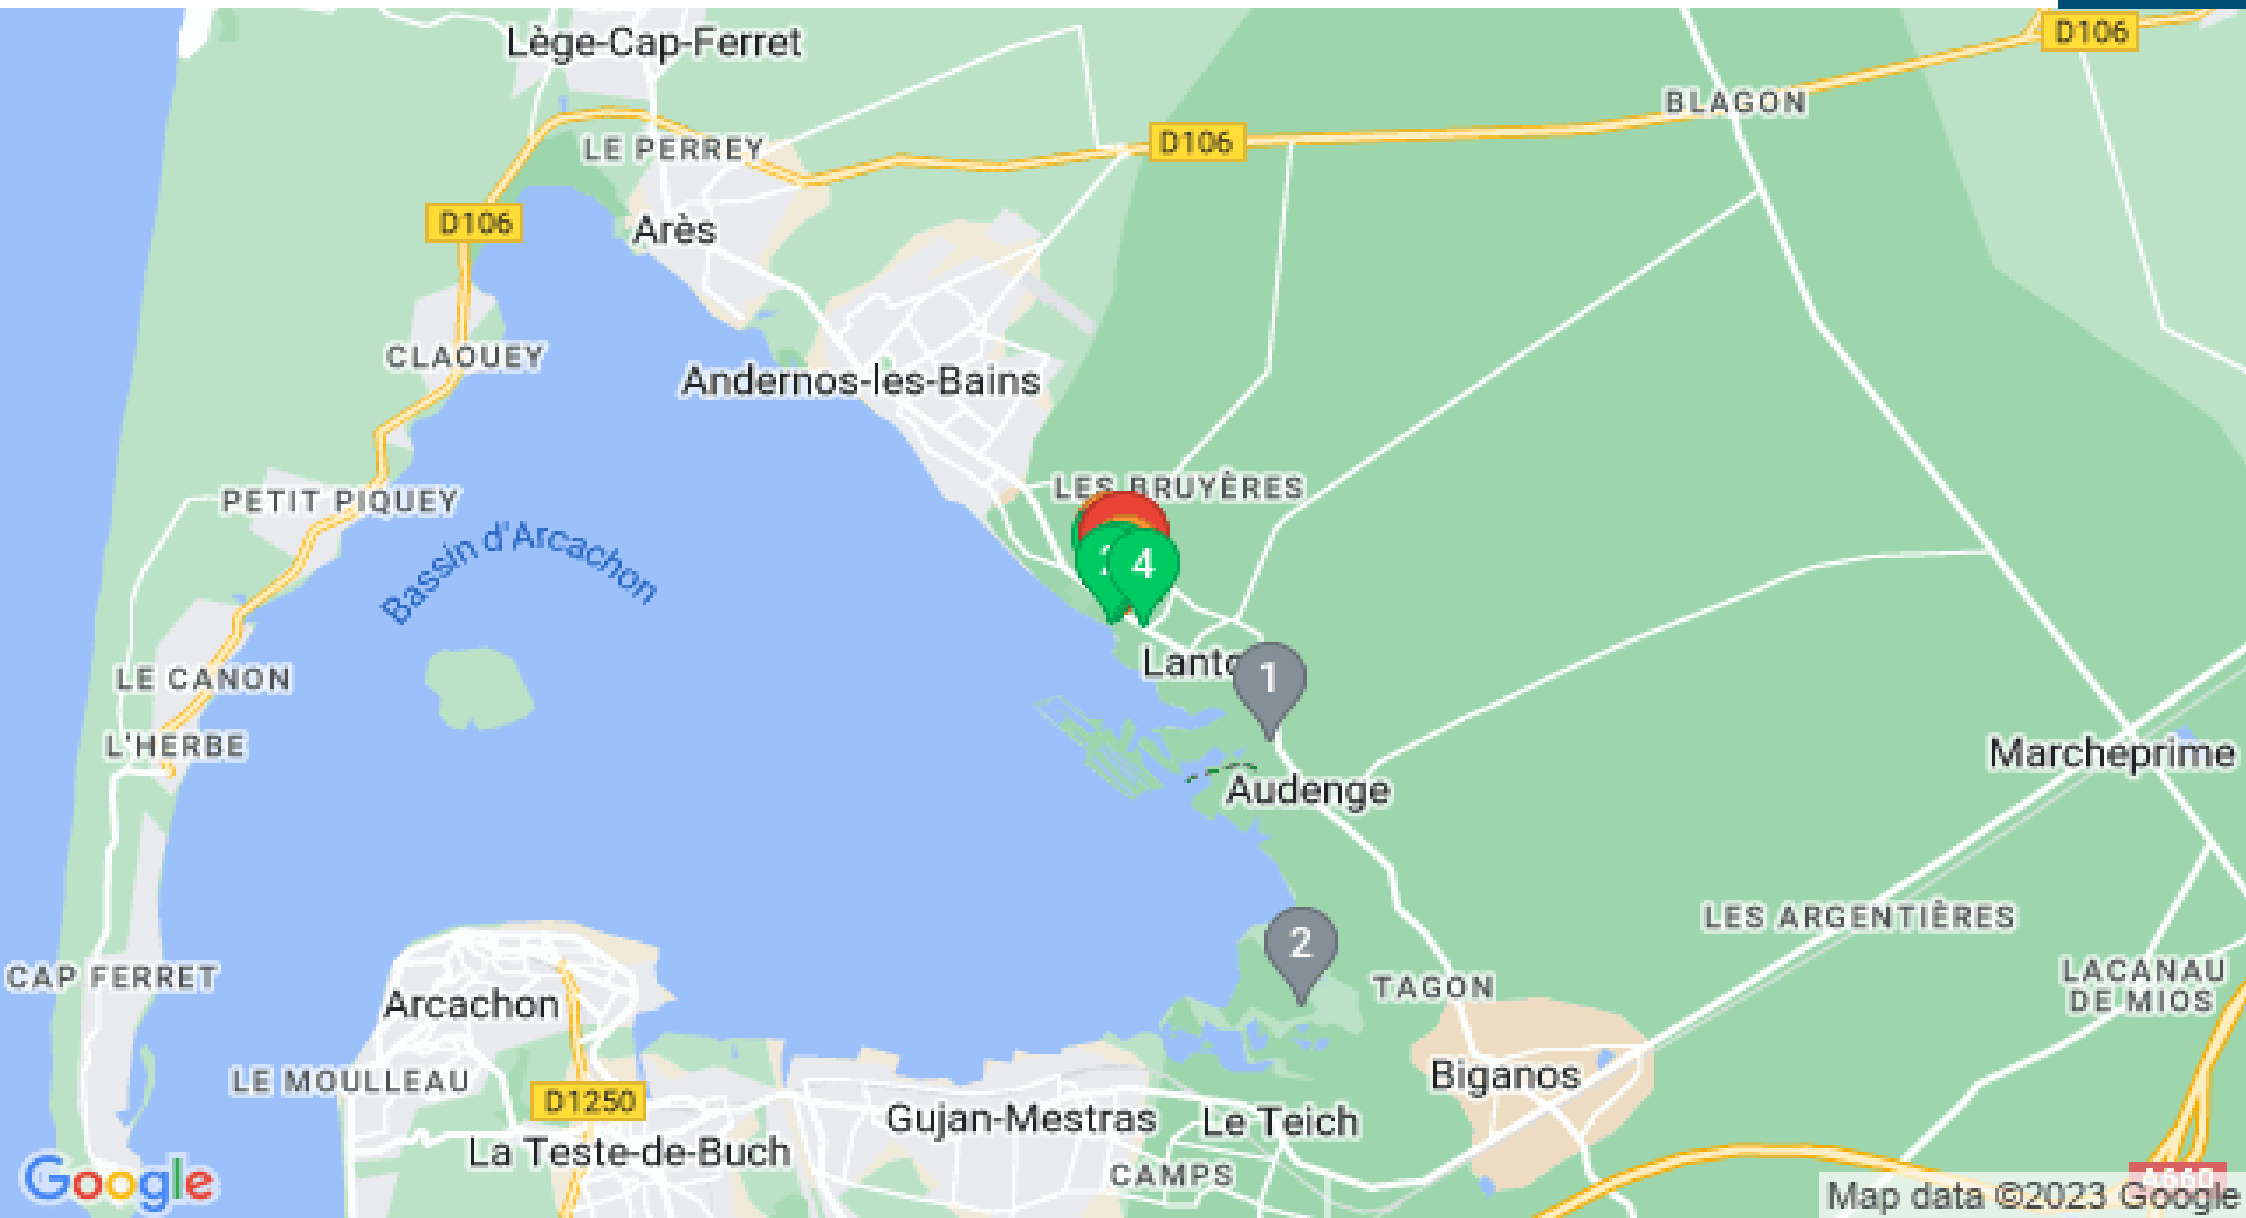 Lège-Cap-Ferret
D106
BLAGON
LE PERREY
D106
D106
Arès
CLAOUEY
Andernos-les-Bains
LES BRUYÈRES
PETIT PIQUEY
Bassin d'Arcachon
4
LE CANON
1
L'HERBE
Marcheprime
Audenge
LES ARGENTIÈRES
2
CAP FERRET
TAGON
LACANAU
DE MIOS
Arcachon
LE MOULLEAU
Biganos
D1250
Gujan-Mestras
Le Teich
La Teste-de-Buch
CAMPS
Google
A660
Map data ©2023 Google